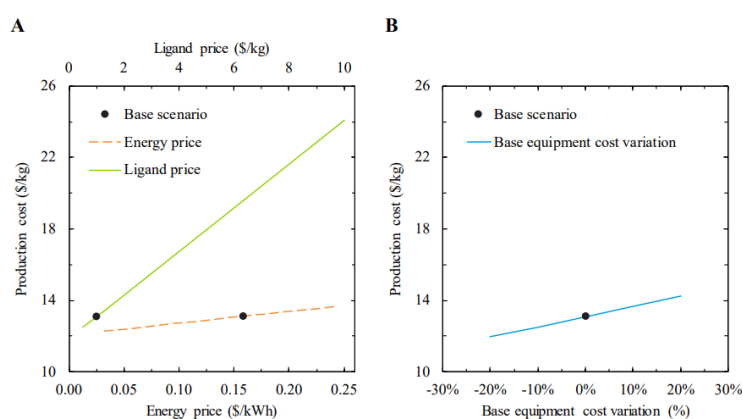 A
Ligand price ($/kg)
0 2 4 6 8 10
26
22
18
14
10
Production cost ($/kg)
Base scenario
Energy price
Ligand price
0.00 0.05 0.10 0.15 0.20 0.25
Energy price ($/kWh)
B
26
22
18
14
10
Production cost ($/kg)
Base scenario
Base equipment cost variation
-30% -20% -10% 0% 10% 20% 30%
Base equipment cost variation (%)